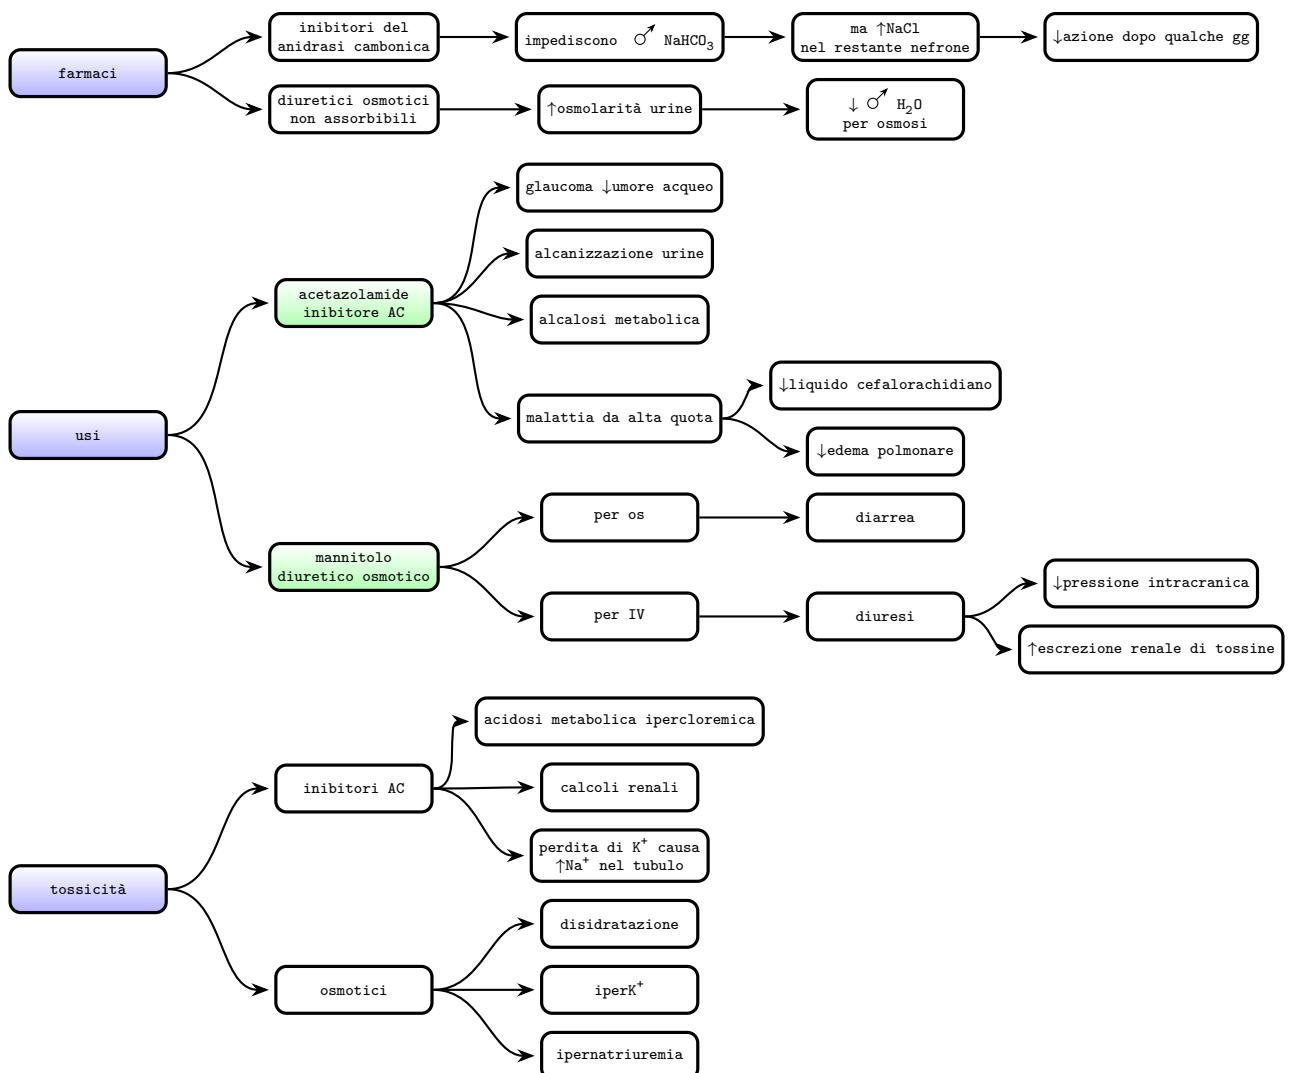 farmaci
inibitori del
anidrasi cambonica
impediscono ♂ NaHCO₃
ma ↑NaCl
nel restante nefrone
↓azione dopo qualche gg
diuretici osmotici
non assorbibili
↑osmolarità urine
↓ ♂ H₂O
per osmosi
usi
acetazolamide
inibitore AC
glaucoma ↓umore acqueo
alcanizzazione urine
alcalosi metabolica
malattia da alta quota
↓liquido cefalorachidiano
↓edema polmonare
mannitolo
diuretico osmotico
per os
diarrea
per IV
diuresi
↓pressione intracranica
↑escrezione renale di tossine
tossicità
inibitori AC
acidosi metabolica ipercloremica
calcoli renali
perdita di K⁺ causa
↑Na⁺ nel tubulo
osmotici
disidratazione
iperK⁺
ipernatriuremia